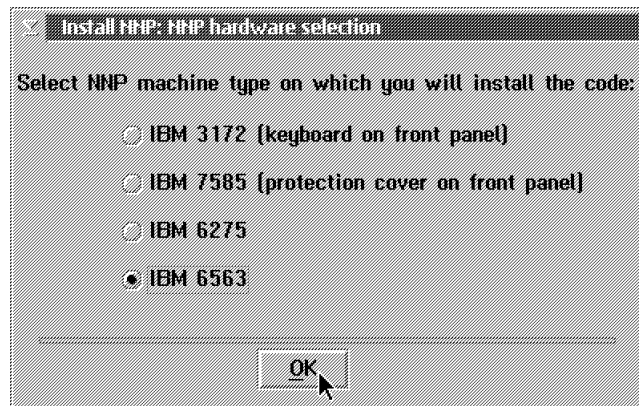 Install NNP: NNP hardware selection
Select NNP machine type on which you will install the code:
IBM 3172 (keyboard on front panel)
IBM 7585 (protection cover on front panel)
IBM 6275
IBM 6563
OK